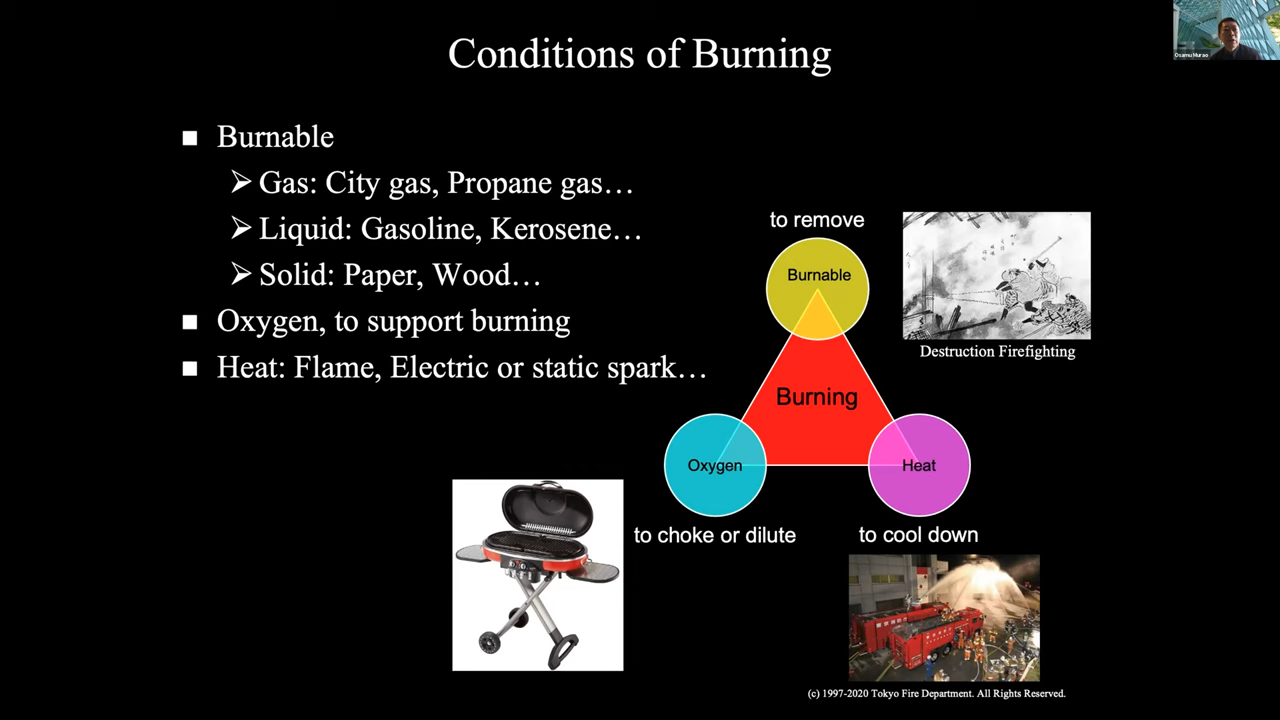 Conditions of Burning
Osamu Murao
Burnable
Gas: City gas, Propane gas…
Liquid: Gasoline, Kerosene…
Solid: Paper, Wood…
Oxygen, to support burning
Heat: Flame, Electric or static spark…
to remove
Burnable
Destruction Firefighting
Burning
Oxygen
Heat
to choke or dilute
to cool down
(c) 1997-2020 Tokyo Fire Department. All Rights Reserved.